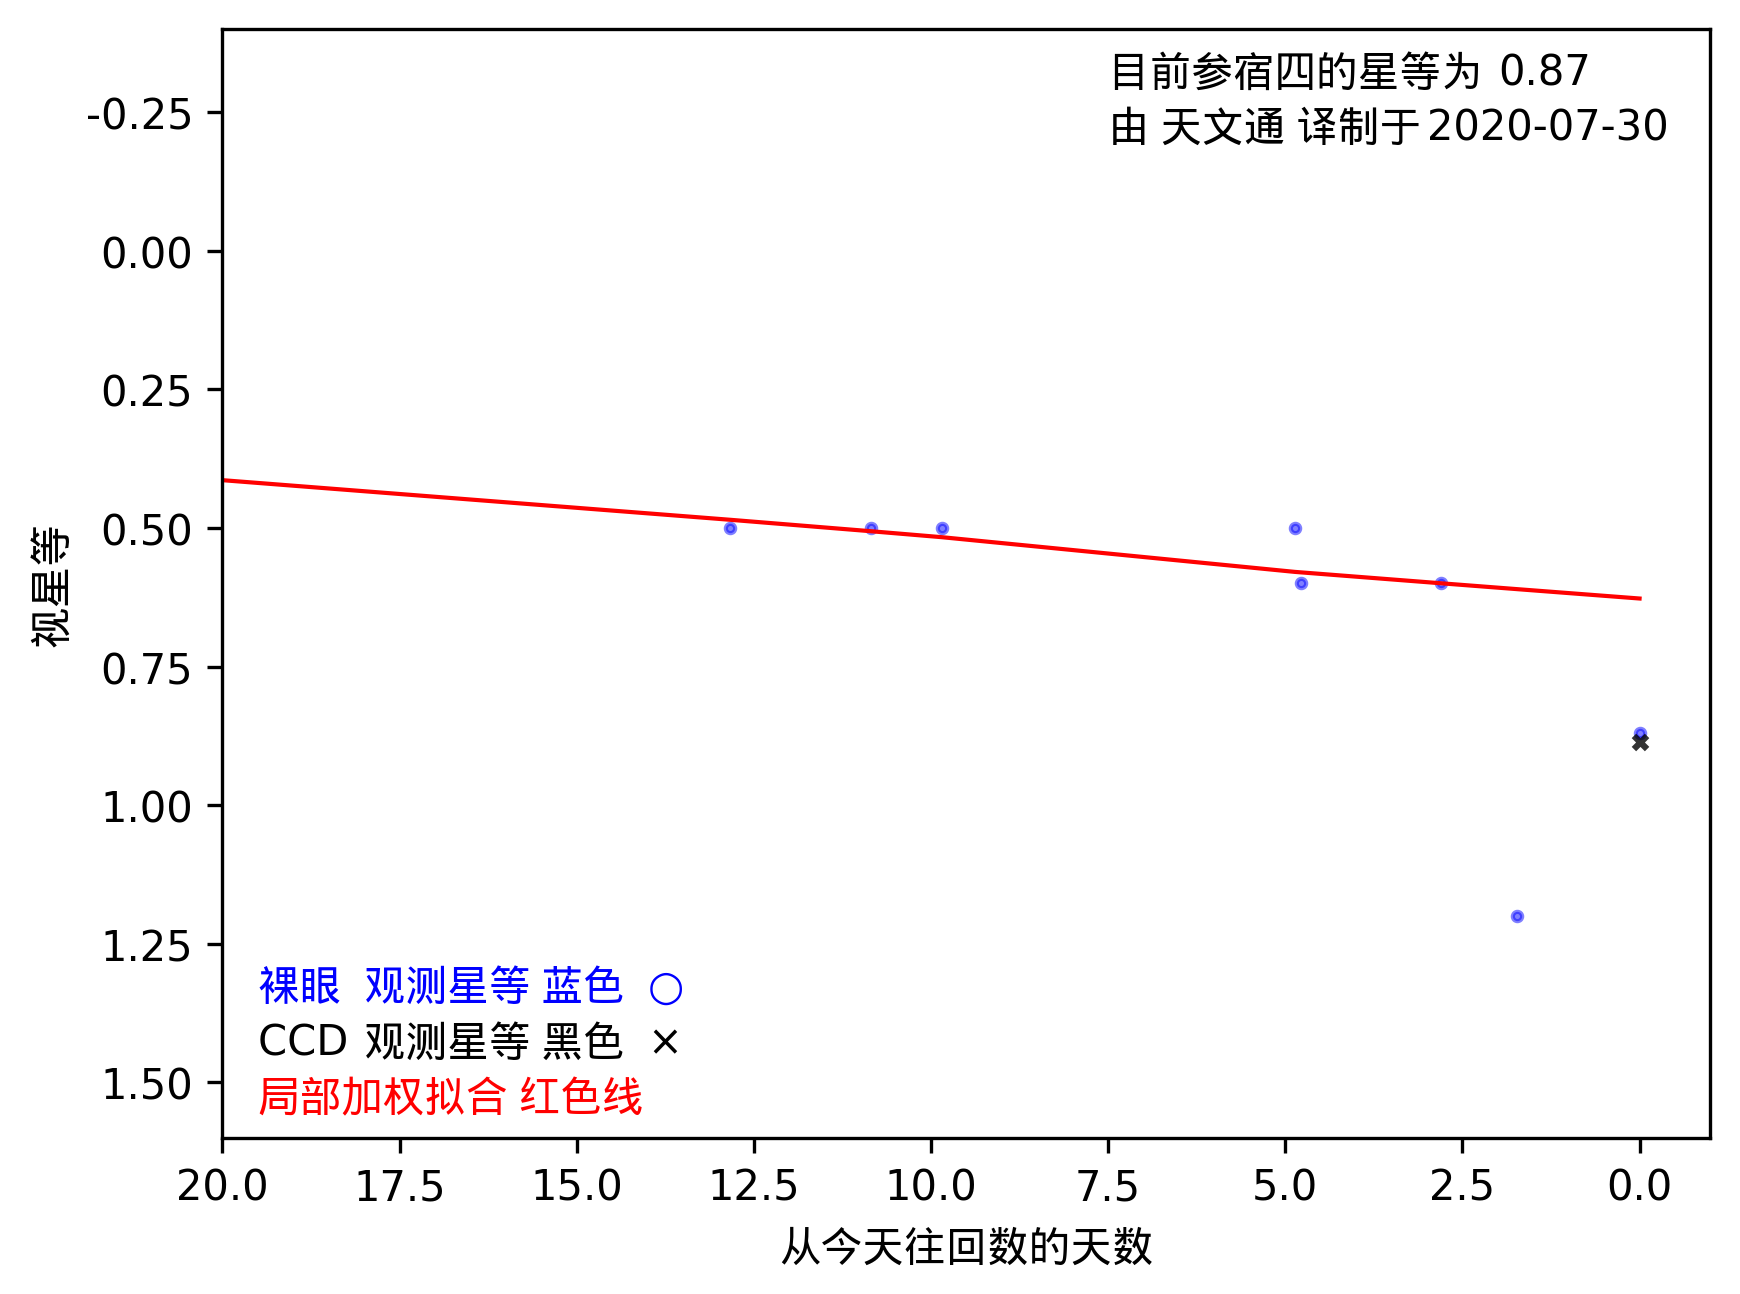 目前参宿四的星等为 0.87
由 天文通 译制于2020-07-30
-0.25
0.00
0.25
0.50
0.75
1.00
1.25
1.50
视星等
裸眼 观测星等 蓝色 ○
CCD 观测星等 黑色 ×
局部加权拟合 红色线
20.0 17.5 15.0 12.5 10.0 7.5 5.0 2.5 0.0
从今天往回数的天数